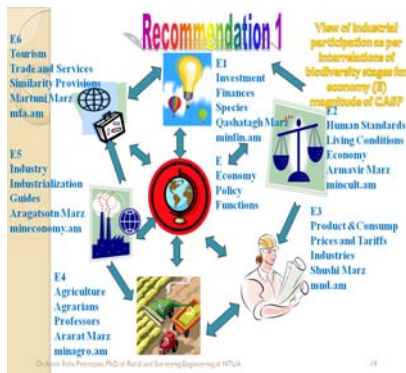 Recommendation 1
View of industrial
participation as per
interrelations of
biodiversity stages for
economy (E)
magnitude of CASP
E6
Tourism
Trade and Services
Similarity Provisions
Martuni Marz
mfa.am
E1
Investment
Finances
Species
Qashatagh Marz
minfin.am
E2
Human Standards
Living Conditions
Economy
Armavir Marz
mincult.am
E5
Industry
Industrialization
Guides
Aragatsotn Marz
mineconomy.am
E
Economy
Policy
Functions
E3
Product & Consump
Prices and Tariffs
Industries
Shushi Marz
mud.am
E4
Agriculture
Agrarians
Professors
Ararat Marz
minagro.am
PhD of Rural and Surveying Engineering at NTUA
19